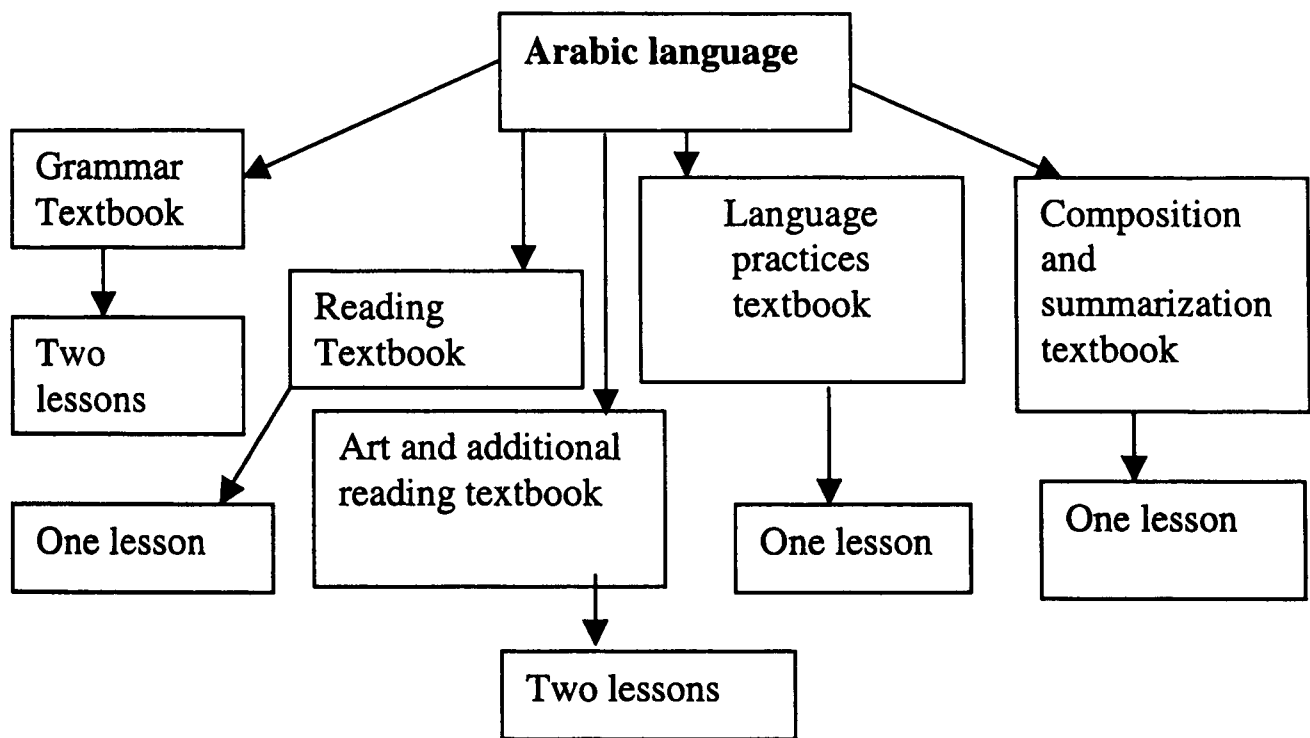 Arabic language
Grammar
Textbook
Two
lessons
Reading
Textbook
One lesson
Art and additional
reading textbook
Two lessons
Language
practices
textbook
One lesson
Composition
and
summarization
textbook
One lesson